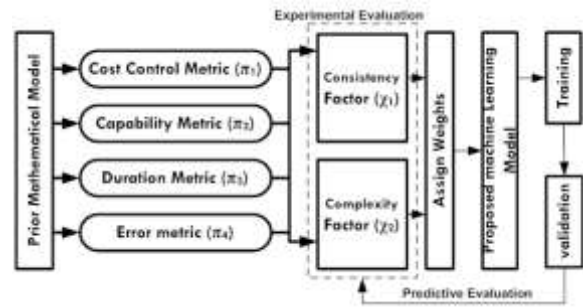 Experimental Evaluation
Prior Mathematical Model
Cost Control Metric (π₁)
Capability Metric (π₂)
Duration Metric (π₃)
Error metric (π₄)
Consistency
Factor (χ₁)
Complexity
Factor (χ₂)
Assign Weights
Proposed machine Learning
Model
Training
validation
Predictive Evaluation